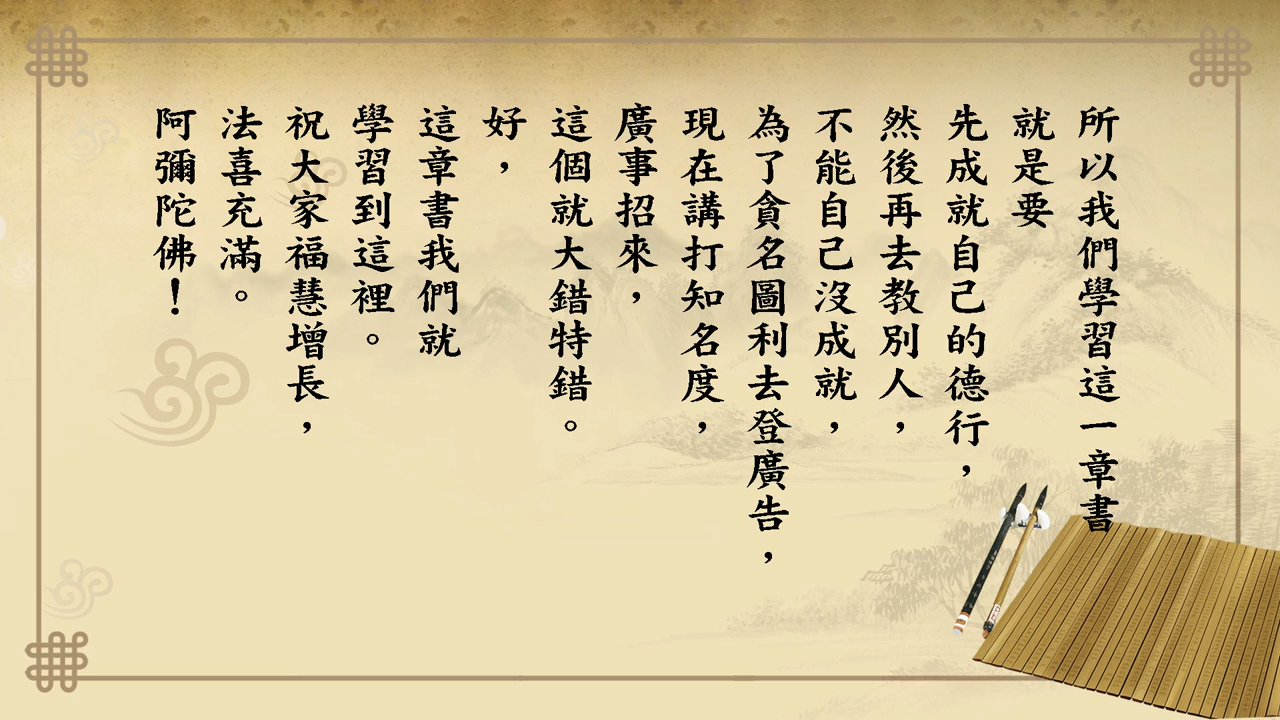 所以我們學習這一章書
就是要
先成就自己的德行，
然後再去教別人，
不能自己沒成就，
為了貪名圖利去登廣告，
現在講打知名度，
廣事招來，
這個就大錯特錯。
好，
這章書我們就
學習到這裡。
祝大家福慧增長，
法喜充滿。
阿彌陀佛！